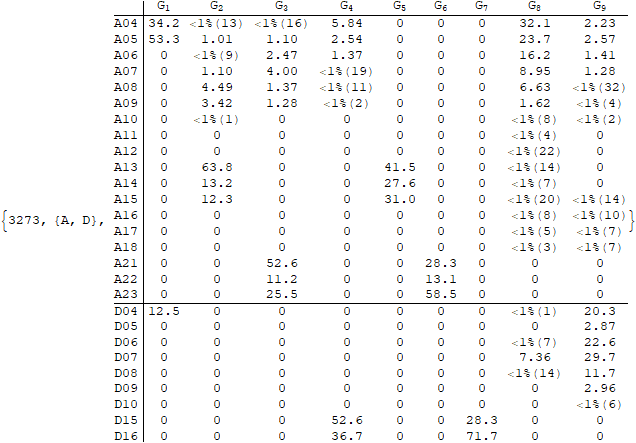 G1 G2 G3 G4 G5 G6 G7 G8 G9
A04 34.2 <1%(13) <1%(16) 5.84 0 0 0 32.1 2.23
A05 53.3 1.01 1.10 2.54 0 0 0 23.7 2.57
A06 0 <1%(9) 2.47 1.37 0 0 0 16.2 1.41
A07 0 1.10 4.00 <1%(19) 0 0 0 8.95 1.28
A08 0 4.49 1.37 <1%(11) 0 0 0 6.63 <1%(32)
A09 0 3.42 1.28 <1%(2) 0 0 0 1.62 <1%(4)
A10 0 <1%(1) 0 0 0 0 0 <1%(8) <1%(2)
A11 0 0 0 0 0 0 0 <1%(4) 0
A12 0 0 0 0 0 0 0 <1%(22) 0
A13 0 63.8 0 0 41.5 0 0 <1%(14) 0
A14 0 13.2 0 0 27.6 0 0 <1%(7) 0
A15 0 12.3 0 0 31.0 0 0 <1%(20) <1%(14)
{3273, {A, D}, A16 0 0 0 0 0 0 0 <1%(8) <1%(10) }
A17 0 0 0 0 0 0 0 <1%(5) <1%(7)
A18 0 0 0 0 0 0 0 <1%(3) <1%(7)
A21 0 0 52.6 0 0 28.3 0 0 0
A22 0 0 11.2 0 0 13.1 0 0 0
A23 0 0 25.5 0 0 58.5 0 0 0
D04 12.5 0 0 0 0 0 0 <1%(1) 20.3
D05 0 0 0 0 0 0 0 0 2.87
D06 0 0 0 0 0 0 0 <1%(7) 22.6
D07 0 0 0 0 0 0 0 7.36 29.7
D08 0 0 0 0 0 0 0 <1%(14) 11.7
D09 0 0 0 0 0 0 0 0 2.96
D10 0 0 0 0 0 0 0 0 <1%(6)
D15 0 0 0 52.6 0 0 28.3 0 0
D16 0 0 0 36.7 0 0 71.7 0 0